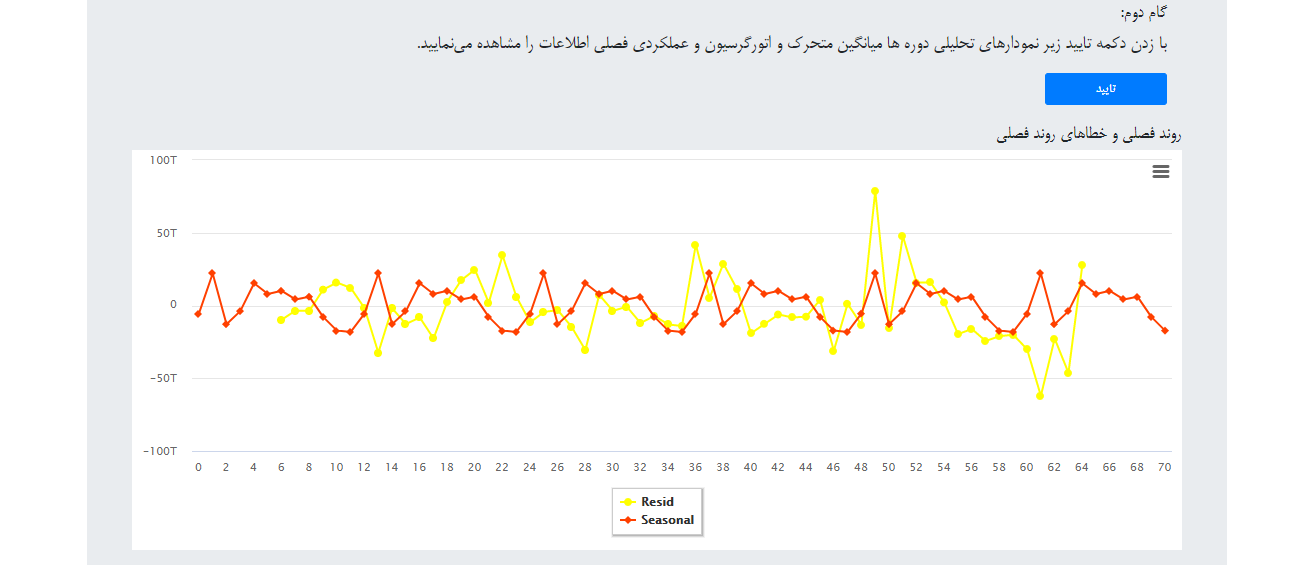 گام دوم:
با زدن دکمه تایید زیر نمودارهای تحلیلی دوره ها میانگین متحرک و اتورگرسیون و عملکردی فصلی اطلاعات را مشاهده می‌نمایید.
تایید
روند فصلی و خطاهای روند فصلی
100T
50T
0
−50T
−100T
0 2 4 6 8 10 12 14 16 18 20 22 24 26 28 30 32 34 36 38 40 42 44 46 48 50 52 54 56 58 60 62 64 66 68 70
Resid
Seasonal